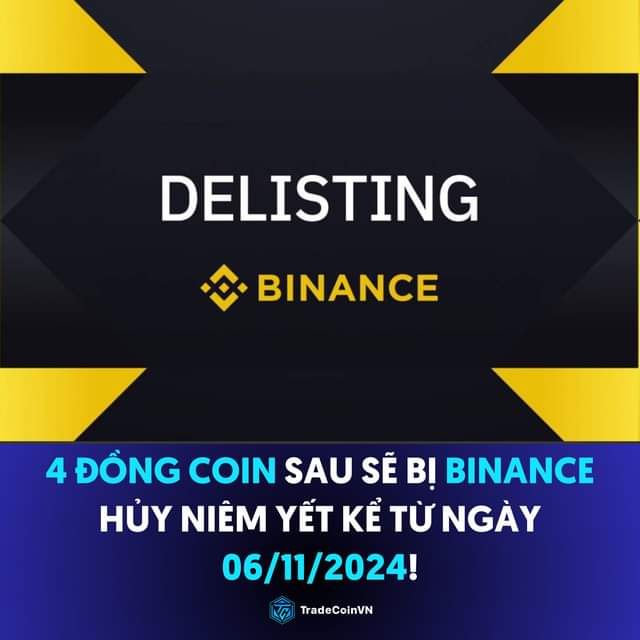 DELISTING
BINANCE
4 ĐỒNG COIN SAU SẼ BỊ BINANCE
HỦY NIÊM YẾT KỂ TỪ NGÀY
06/11/2024!
TradeCoinVN